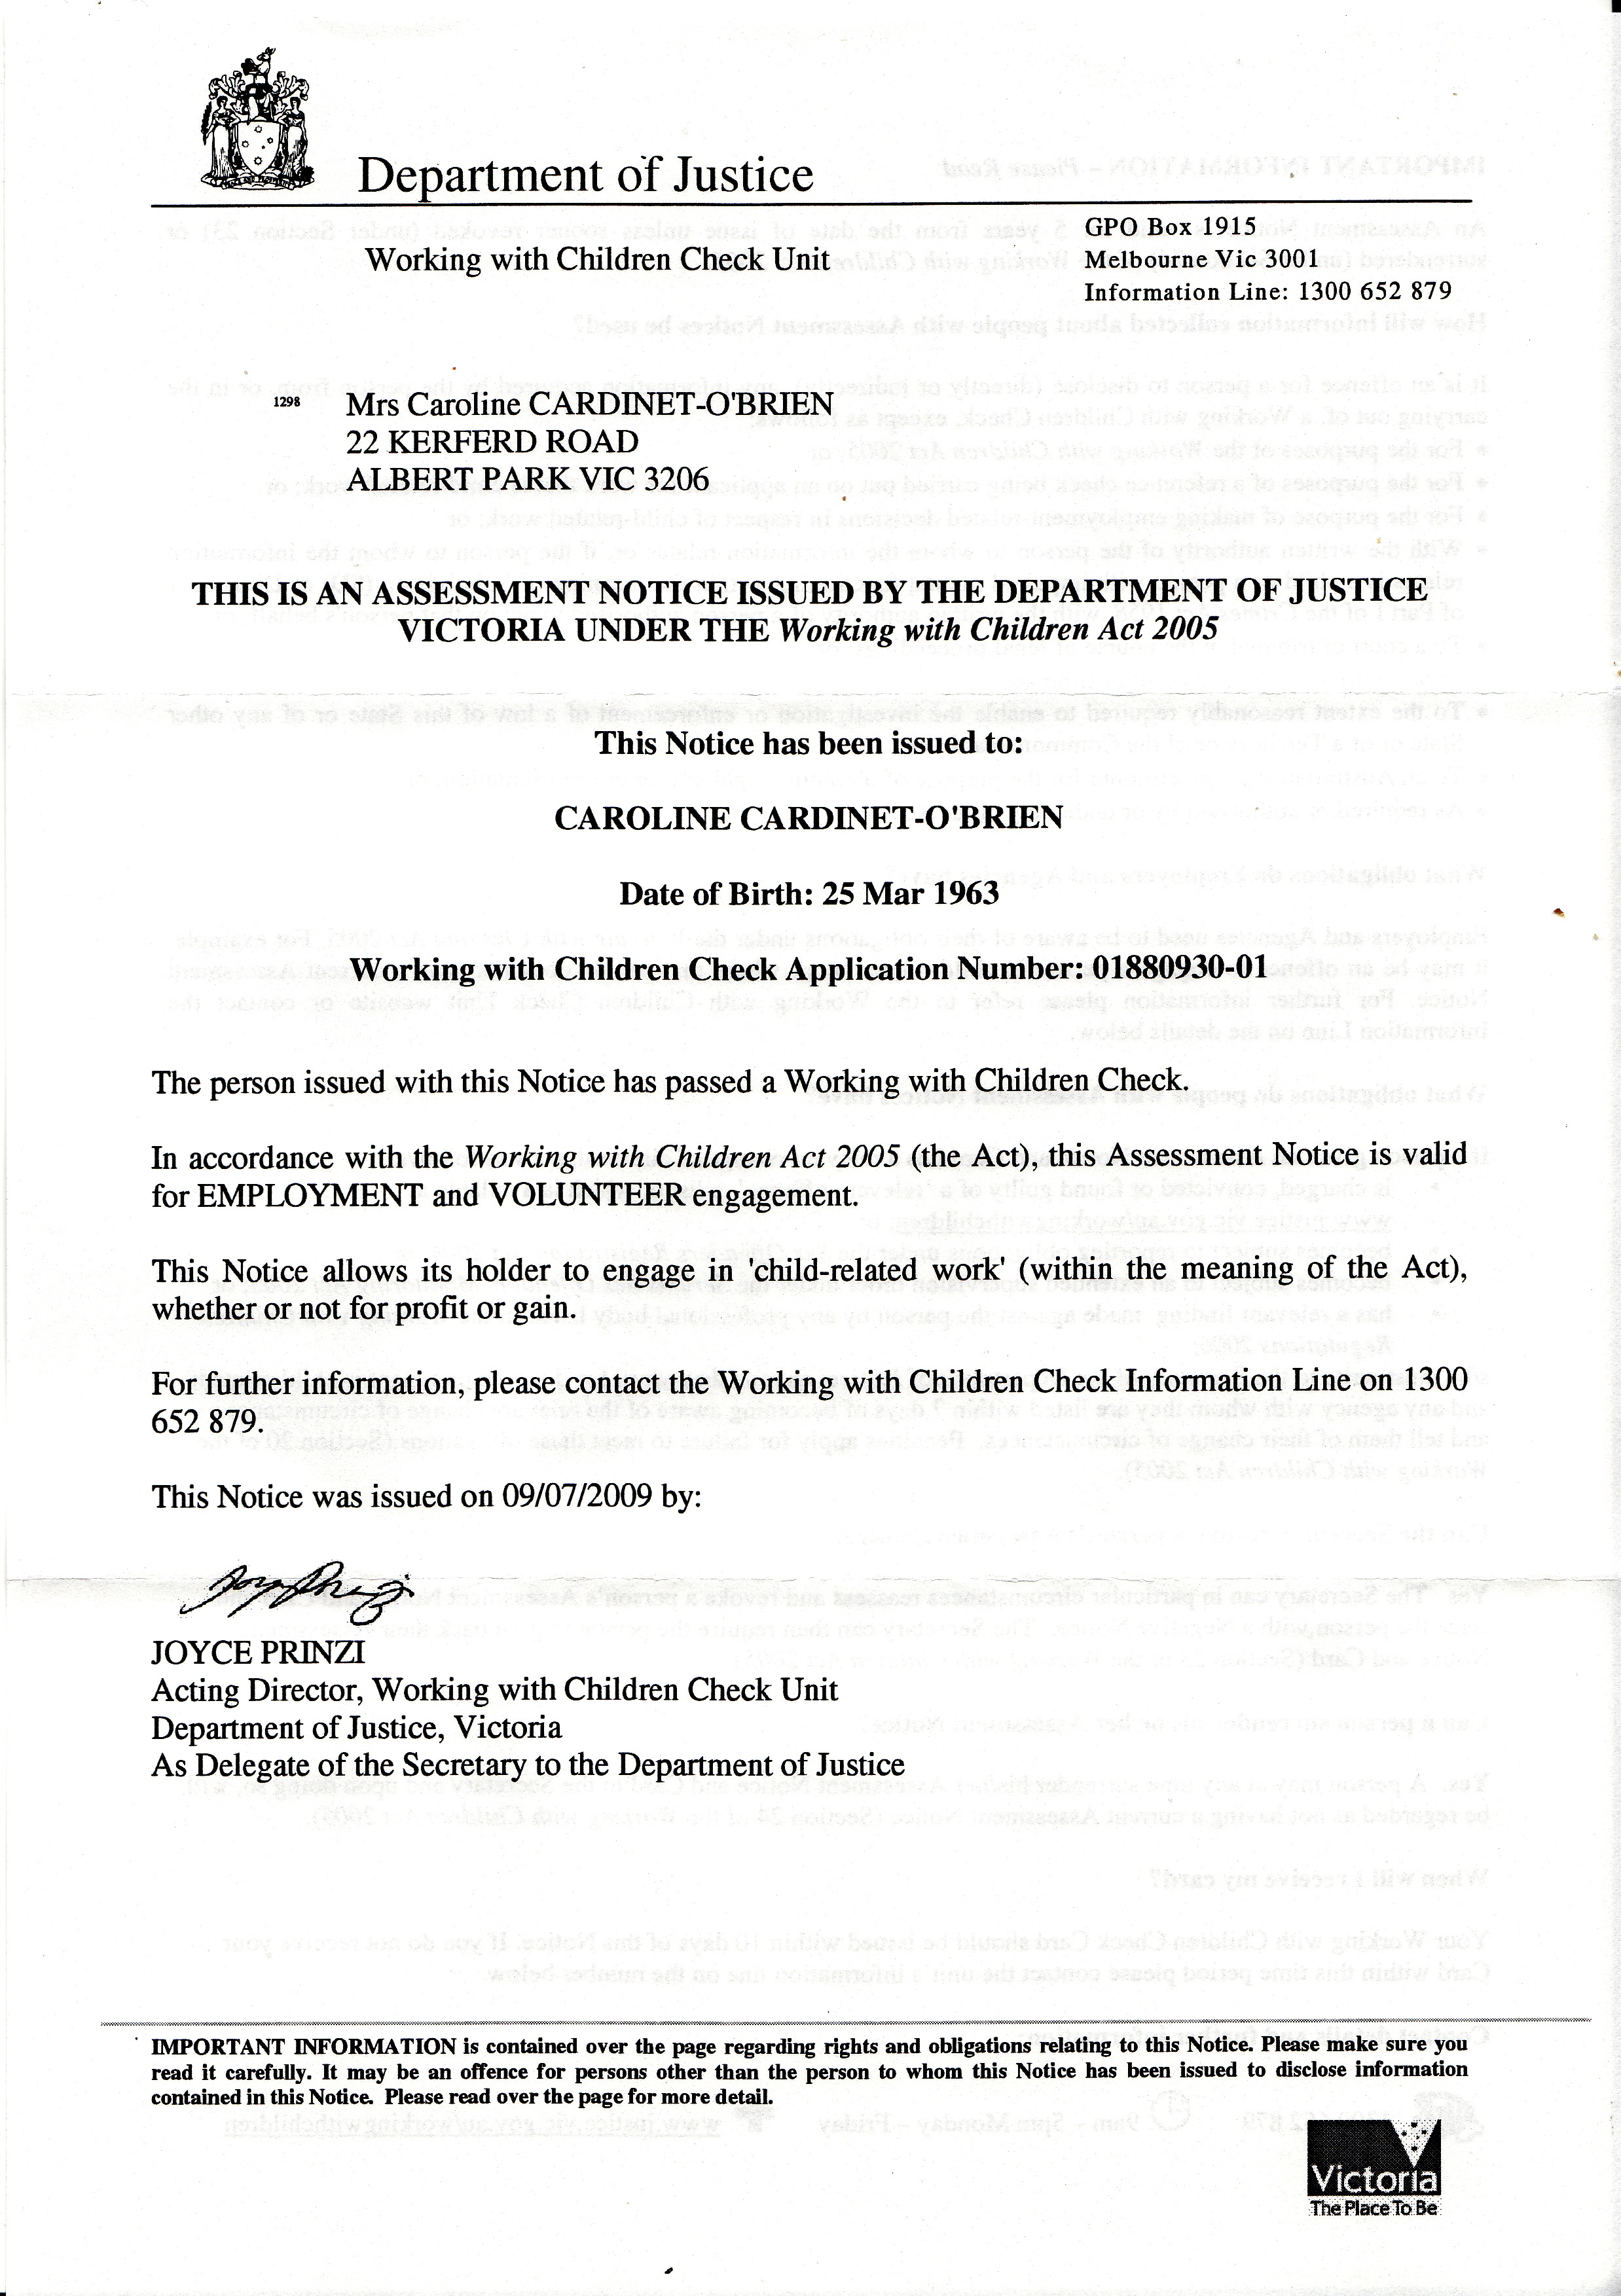 Department of Justice
Working with Children Check Unit
GPO Box 1915
Melbourne Vic 3001
Information Line: 1300 652 879
1298
Mrs Caroline CARDINET-O'BRIEN
22 KERFERD ROAD
ALBERT PARK VIC 3206
THIS IS AN ASSESSMENT NOTICE ISSUED BY THE DEPARTMENT OF JUSTICE
VICTORIA UNDER THE Working with Children Act 2005
This Notice has been issued to:
CAROLINE CARDINET-O'BRIEN
Date of Birth: 25 Mar 1963
Working with Children Check Application Number: 01880930-01
The person issued with this Notice has passed a Working with Children Check.
In accordance with the Working with Children Act 2005 (the Act), this Assessment Notice is valid
for EMPLOYMENT and VOLUNTEER engagement.
This Notice allows its holder to engage in 'child-related work' (within the meaning of the Act),
whether or not for profit or gain.
For further information, please contact the Working with Children Check Information Line on 1300
652 879.
This Notice was issued on 09/07/2009 by:
JOYCE PRINZI
Acting Director, Working with Children Check Unit
Department of Justice, Victoria
As Delegate of the Secretary to the Department of Justice
IMPORTANT INFORMATION is contained over the page regarding rights and obligations relating to this Notice. Please make sure you
read it carefully. It may be an offence for persons other than the person to whom this Notice has been issued to disclose information
contained in this Notice. Please read over the page for more detail.
Victoria
The Place To Be